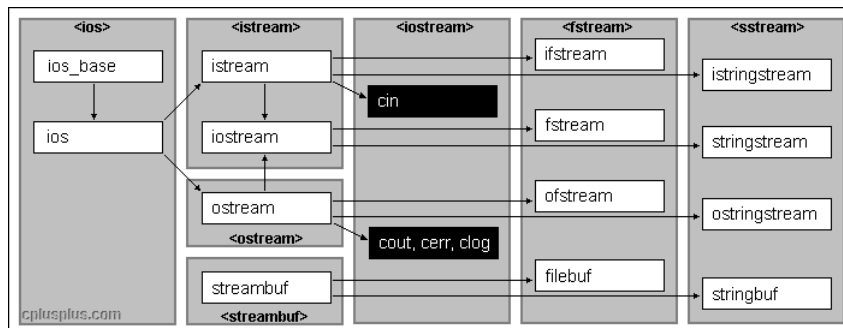 <ios>
<istream>
<iostream>
<fstream>
<sstream>
ios_base
istream
ifstream
istringstream
cin
ios
iostream
fstream
stringstream
ostream
ofstream
ostringstream
<ostream>
cout, cerr, clog
streambuf
filebuf
stringbuf
cplusplus.com
<streambuf>